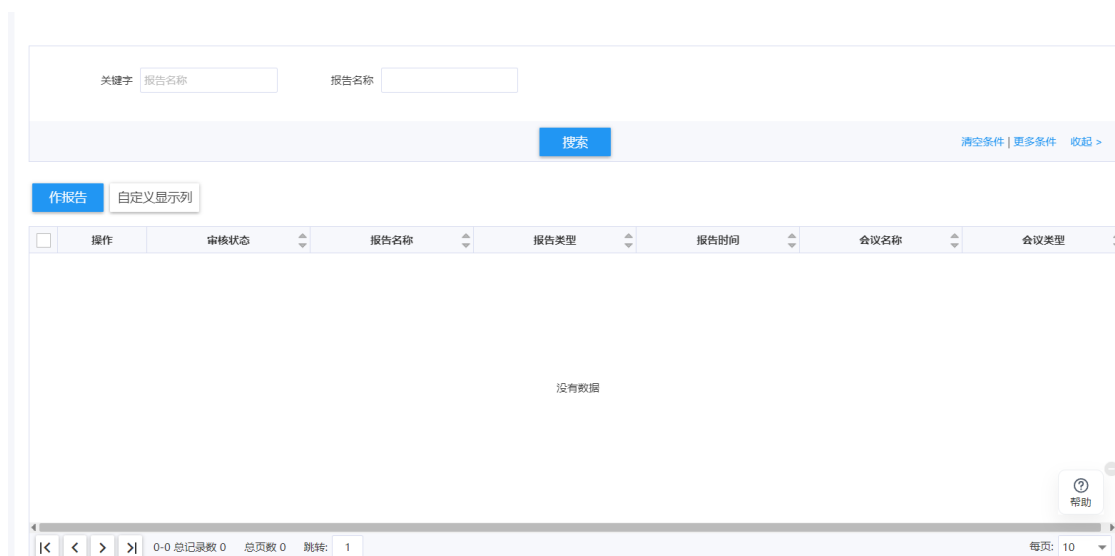 关键字 报告名称 报告名称
搜索 清空条件 | 更多条件 收起 >
作报告 自定义显示列
操作 审核状态 报告名称 报告类型 报告时间 会议名称 会议类型
没有数据
帮助
0-0 总记录数 0 总页数 0 跳转: 1 每页: 10